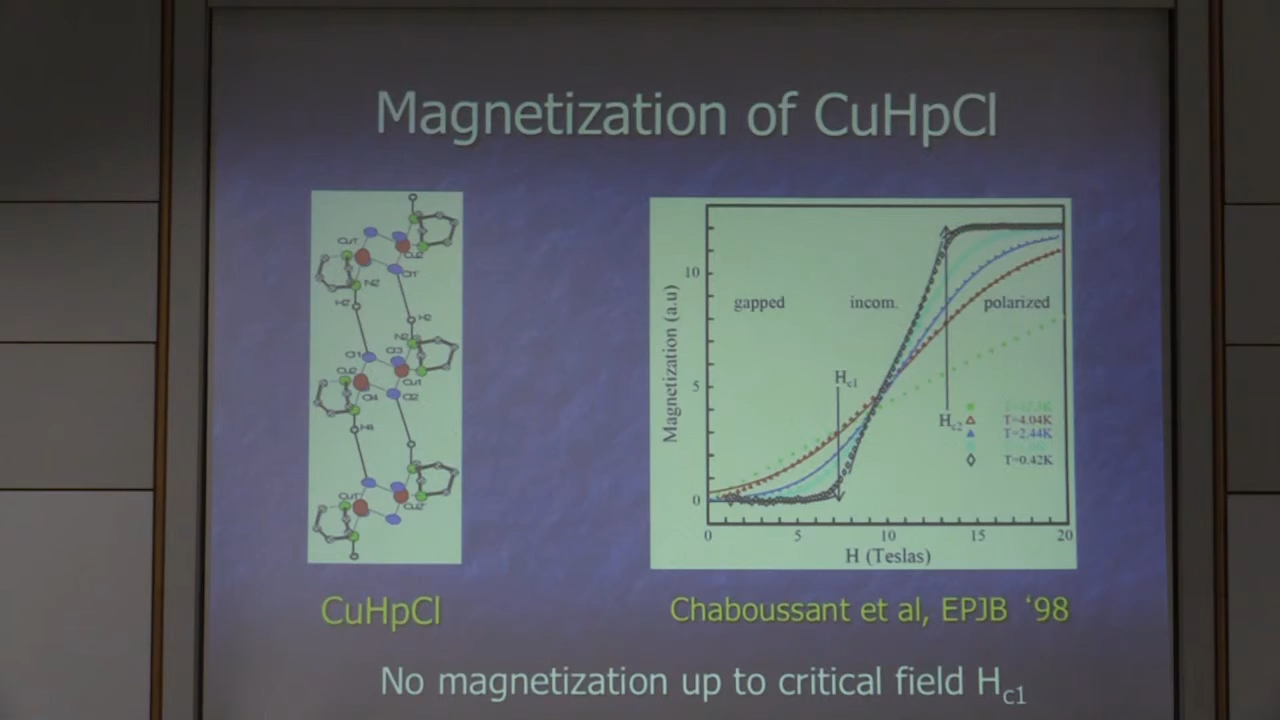 Magnetization of CuHpCl
gapped
incom.
polarized
10
5
0
Magnetization (a.u)
H_c1
H_c2
T=4.04K
T=2.44K
T=0.42K
0 5 10 15 20
H (Teslas)
CuHpCl
Chaboussant et al, EPJB ‘98
No magnetization up to critical field H_c1